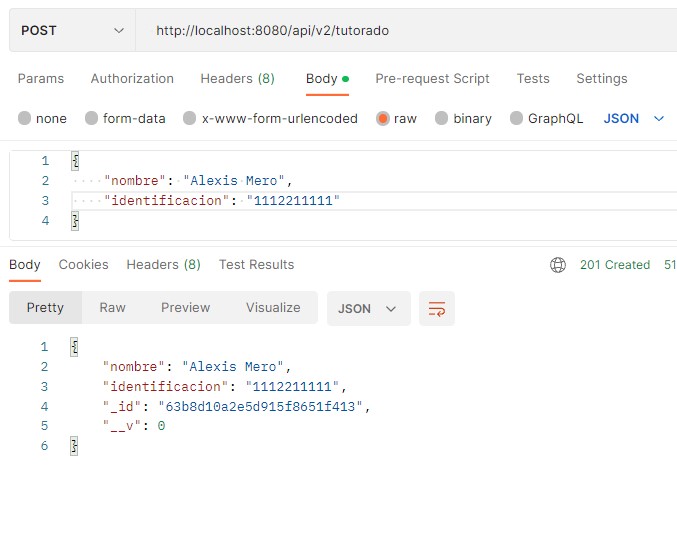 POST http://localhost:8080/api/v2/tutorado
Params Authorization Headers (8) Body Pre-request Script Tests Settings
none form-data x-www-form-urlencoded raw binary GraphQL JSON
1 {
2 "nombre": "Alexis Mero",
3 "identificacion": "1112211111"
4 }
Body Cookies Headers (8) Test Results 201 Created 51
Pretty Raw Preview Visualize JSON
1 {
2 "nombre": "Alexis Mero",
3 "identificacion": "1112211111",
4 "_id": "63b8d10a2e5d915f8651f413",
5 "__v": 0
6 }